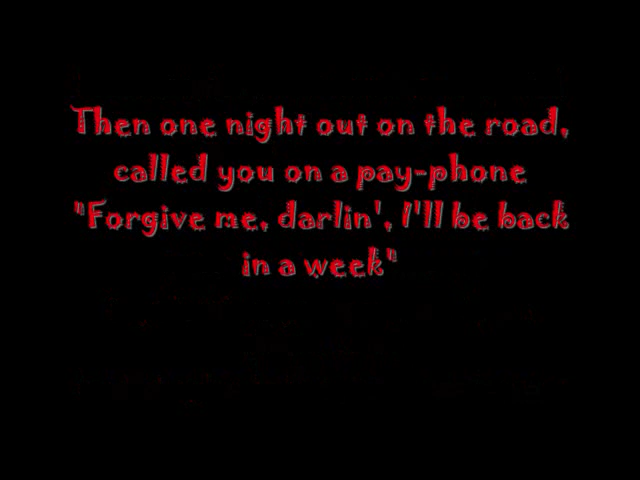 Then one night out on the road,
called you on a pay-phone
"Forgive me, darlin', I'll be back
in a week"